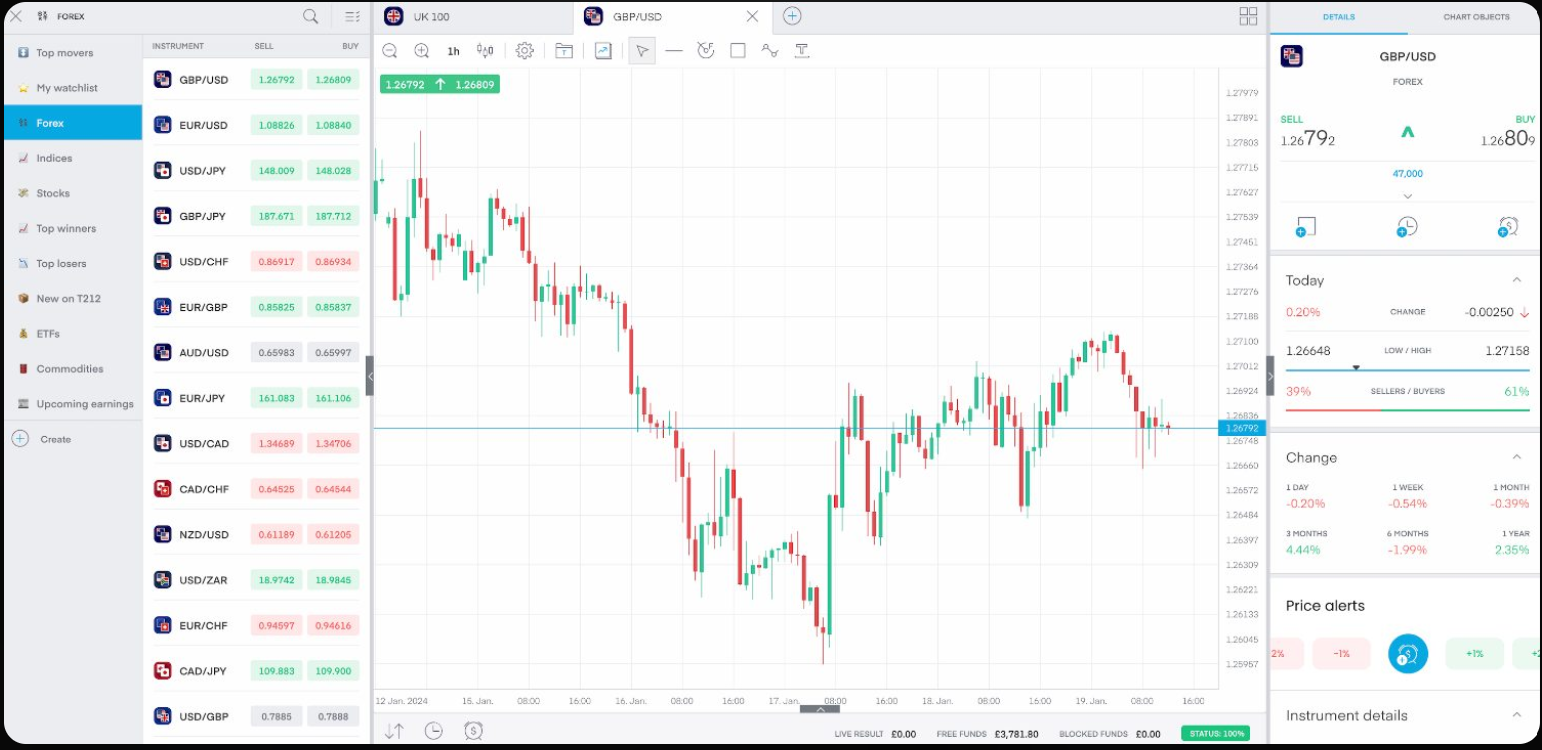 FOREX
Top movers
My watchlist
Forex
Indices
Stocks
Top winners
Top losers
New on T212
ETFs
Commodities
Upcoming earnings
Create
INSTRUMENT SELL BUY
GBP/USD 1.26792 1.26809
EUR/USD 1.08826 1.08840
USD/JPY 148.009 148.028
GBP/JPY 187.671 187.712
USD/CHF 0.86917 0.86934
EUR/GBP 0.85825 0.85837
AUD/USD 0.65983 0.65997
EUR/JPY 161.083 161.106
USD/CAD 1.34689 1.34706
CAD/CHF 0.64525 0.64544
NZD/USD 0.61189 0.61205
USD/ZAR 18.9742 18.9845
EUR/CHF 0.94597 0.94616
CAD/JPY 109.883 109.900
USD/GBP 0.7885 0.7888
UK 100 GBP/USD
1h
1.26792 1.26809
1.27979
1.27891
1.27803
1.27715
1.27627
1.27539
1.27461
1.27364
1.27276
1.27188
1.27100
1.27012
1.26924
1.26836
1.26792
1.26748
1.26660
1.26572
1.26484
1.26397
1.26309
1.26221
1.26133
1.26045
1.25957
12 Jan. 2024 15. Jan. 08:00 16:00 16. Jan. 08:00 16:00 17. Jan. 08:00 16:00 18. Jan. 08:00 16:00 19. Jan. 08:00 16:00
LIVE RESULT £0.00 FREE FUNDS £3,781.80 BLOCKED FUNDS £0.00 STATUS: 100%
DETAILS CHART OBJECTS
GBP/USD
FOREX
SELL BUY
1.26792 1.26809
47,000
Today
0.20% CHANGE -0.00250
1.26648 LOW / HIGH 1.27158
39% SELLERS / BUYERS 61%
Change
1 DAY 1 WEEK 1 MONTH
-0.20% -0.54% -0.39%
3 MONTHS 6 MONTHS 1 YEAR
4.44% -1.99% 2.35%
Price alerts
2% -1% +1%
Instrument details